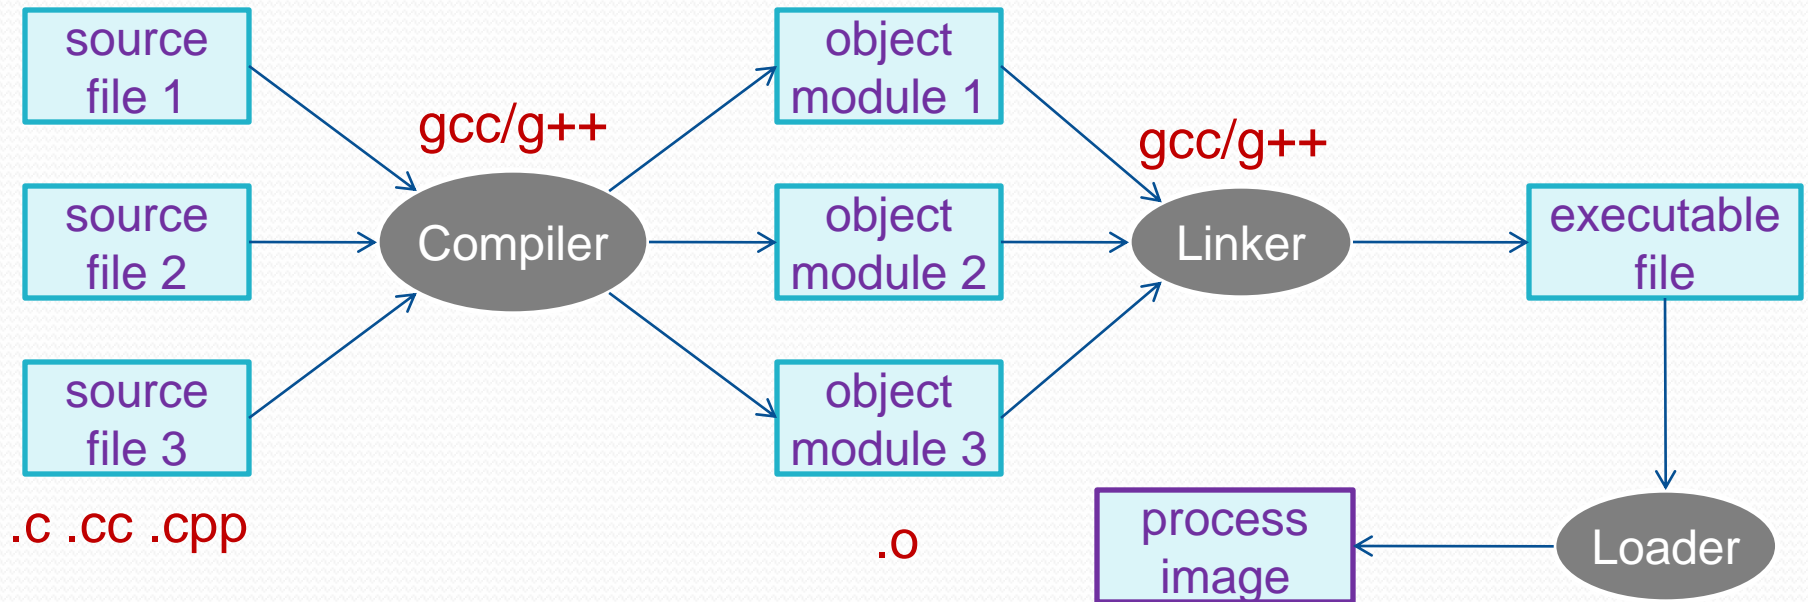 source
file 1
object
module 1
gcc/g++
gcc/g++
source
file 2
Compiler
object
module 2
Linker
executable
file
source
file 3
object
module 3
.c .cc .cpp
.o
process
image
Loader